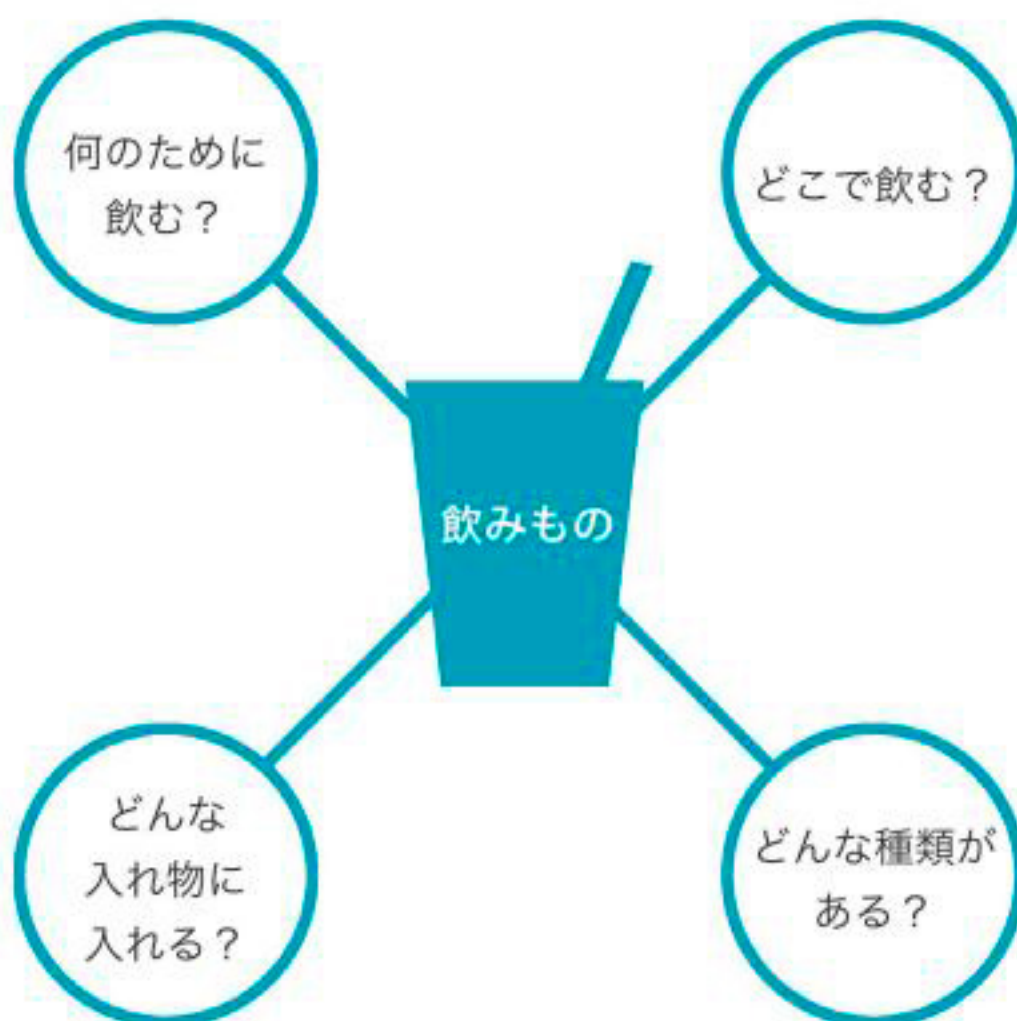 何のために
飲む？
どこで飲む？
飲みもの
どんな
入れ物に
入れる？
どんな種類が
ある？